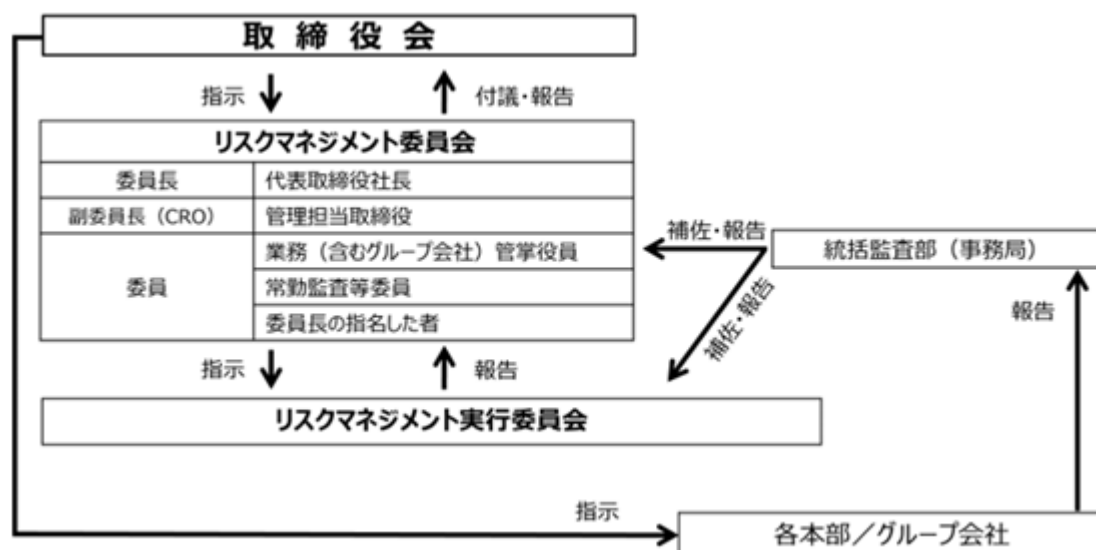 取締役会
指示
付議・報告
リスクマネジメント委員会
委員長
代表取締役社長
副委員長(CRO)
管理担当取締役
委員
業務(含むグループ会社)管掌役員
常勤監査等委員
委員長の指名した者
補佐・報告
統括監査部(事務局)
補佐・報告
報告
指示
報告
リスクマネジメント実行委員会
指示
各本部/グループ会社